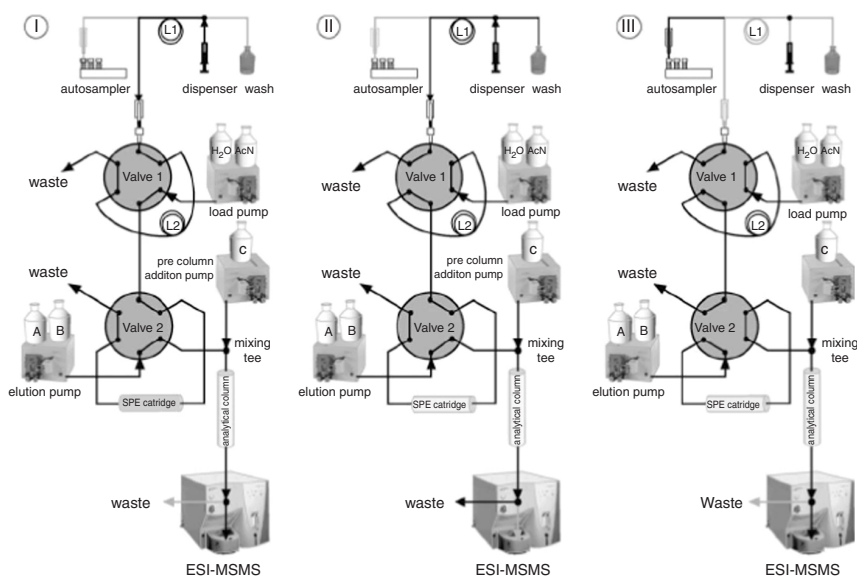 I
L1
autosampler
dispenser
wash
H2O
AcN
waste
Valve 1
load pump
L2
C
pre column
additon pump
waste
A
B
Valve 2
mixing
tee
elution pump
SPE catridge
analytical column
waste
ESI-MSMS
II
L1
autosampler
dispenser
wash
H2O
AcN
waste
Valve 1
load pump
L2
C
pre column
additon pump
waste
A
B
Valve 2
mixing
tee
elution pump
SPE catridge
analytical column
waste
ESI-MSMS
III
L1
autosampler
dispenser
wash
H2O
AcN
waste
Valve 1
load pump
L2
C
waste
A
B
Valve 2
mixing
tee
elution pump
SPE catridge
analytical column
Waste
ESI-MSMS